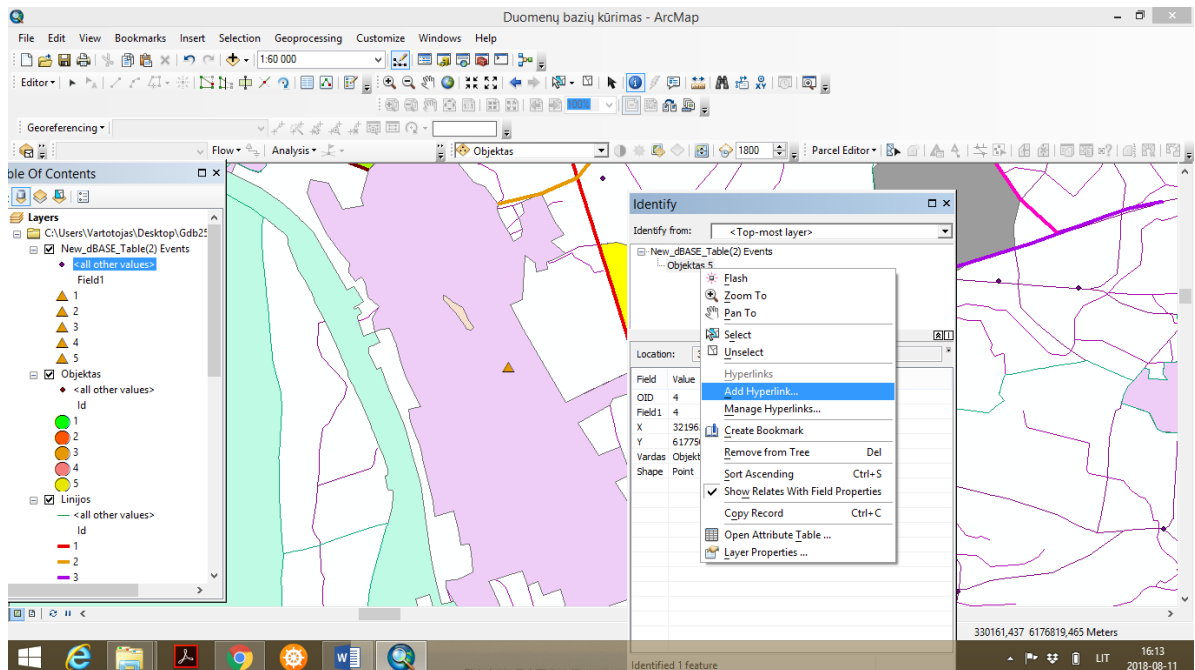 Duomenų bazių kūrimas - ArcMap
File Edit View Bookmarks Insert Selection Geoprocessing Customize Windows Help
1:60 000
Editor
100%
Georeferencing
Flow Analysis Objektas 1800 Parcel Editor
ble Of Contents
Layers
C:\Users\Vartotojas\Desktop\Gdb25
New_dBASE_Table(2) Events
<all other values>
Field1
1
2
3
4
5
Objektas
<all other values>
Id
1
2
3
4
5
Linijos
<all other values>
Id
1
2
3
Identify
Identify from: <Top-most layer>
New_dBASE_Table(2) Events
Objektas 5
Location: 3
Field Value
OID 4
Field1 4
X 32196
Y 617750
Vardas Objekt
Shape Point
Flash
Zoom To
Pan To
Select
Unselect
Hyperlinks
Add Hyperlink...
Manage Hyperlinks...
Create Bookmark
Remove from Tree Del
Sort Ascending Ctrl+S
Show Relates With Field Properties
Copy Record Ctrl+C
Open Attribute Table ...
Layer Properties ...
Identified 1 feature
330161,437 6176819,465 Meters
LIT
16:13
2018-08-11